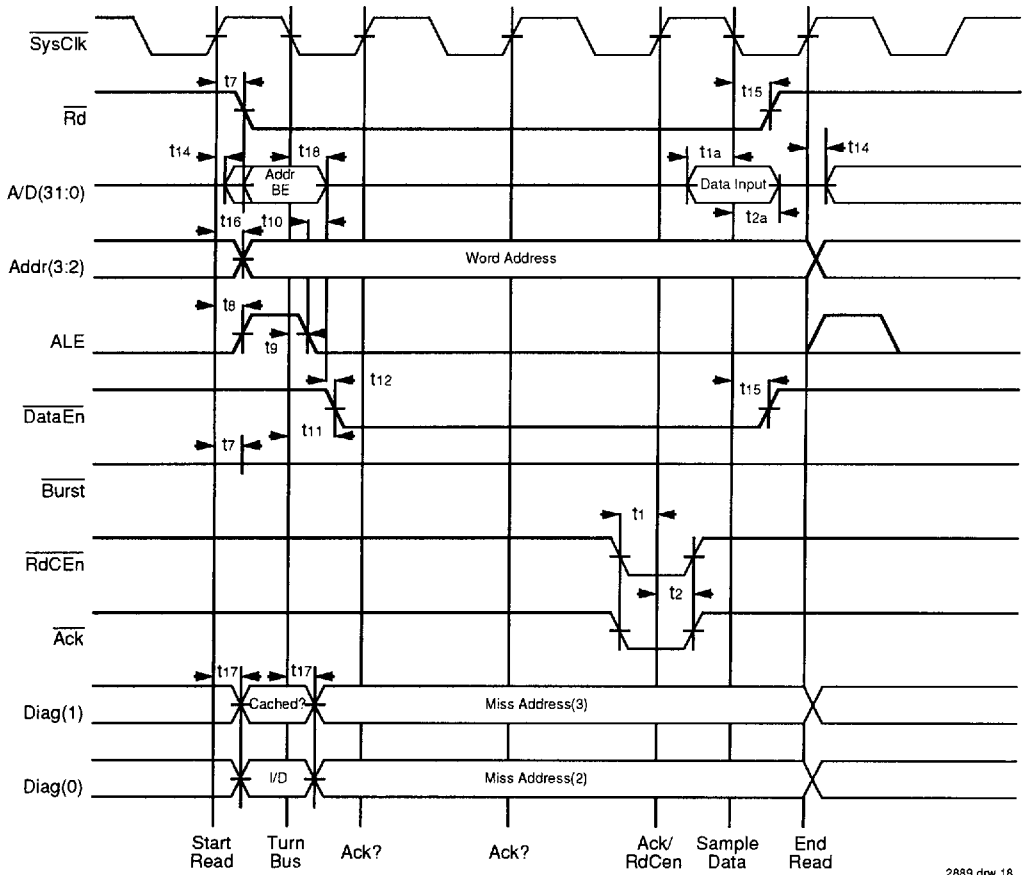 SysClk
t7
t15
Rd
t14
t18
t1a
t14
Addr
BE
Data Input
A/D(31:0)
t16
t10
t2a
Addr(3:2)
Word Address
t8
ALE
t9
t12
t15
DataEn
t11
t7
Burst
t1
RdCEn
t2
Ack
t17
t17
Cached?
Miss Address(3)
Diag(1)
I/D
Miss Address(2)
Diag(0)
Start
Read
Turn
Bus
Ack?
Ack?
Ack/
RdCen
Sample
Data
End
Read
2889 drw 18